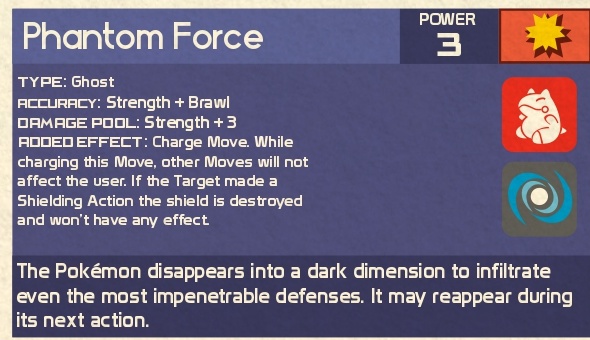 Phantom Force
POWER
3
TYPE: Ghost
ACCURACY: Strength + Brawl
DAMAGE POOL: Strength + 3
ADDED EFFECT: Charge Move. While
charging this Move, other Moves will not
affect the user. If the Target made a
Shielding Action the shield is destroyed
and won't have any effect.
The Pokémon disappears into a dark dimension to infiltrate
even the most impenetrable defenses. It may reappear during
its next action.